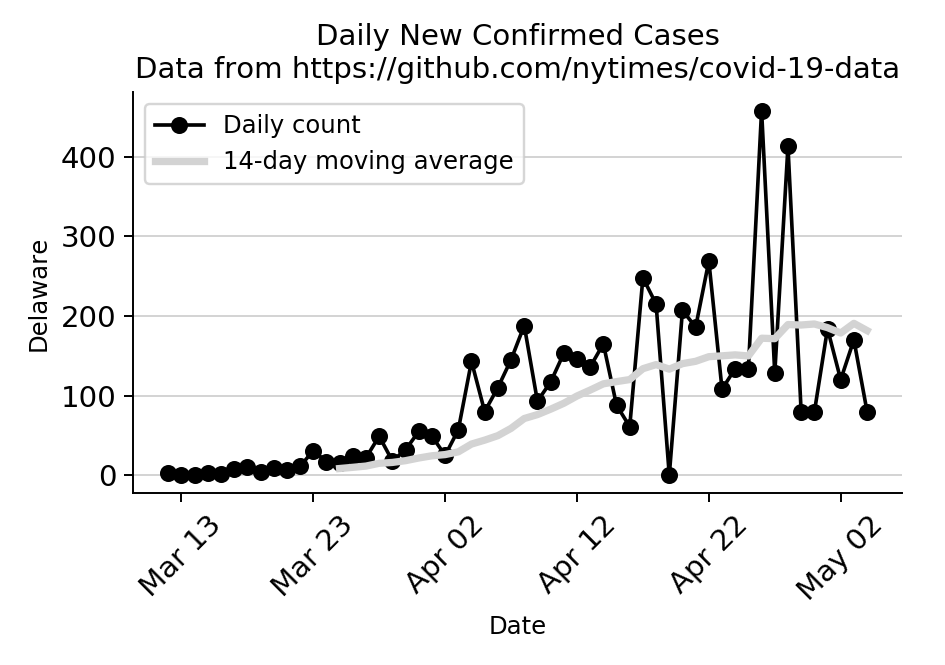 Daily New Confirmed Cases
Data from https://github.com/nytimes/covid-19-data
Daily count
14-day moving average
400
300
200
100
0
Delaware
Mar 13
Mar 23
Apr 02
Apr 12
Apr 22
May 02
Date